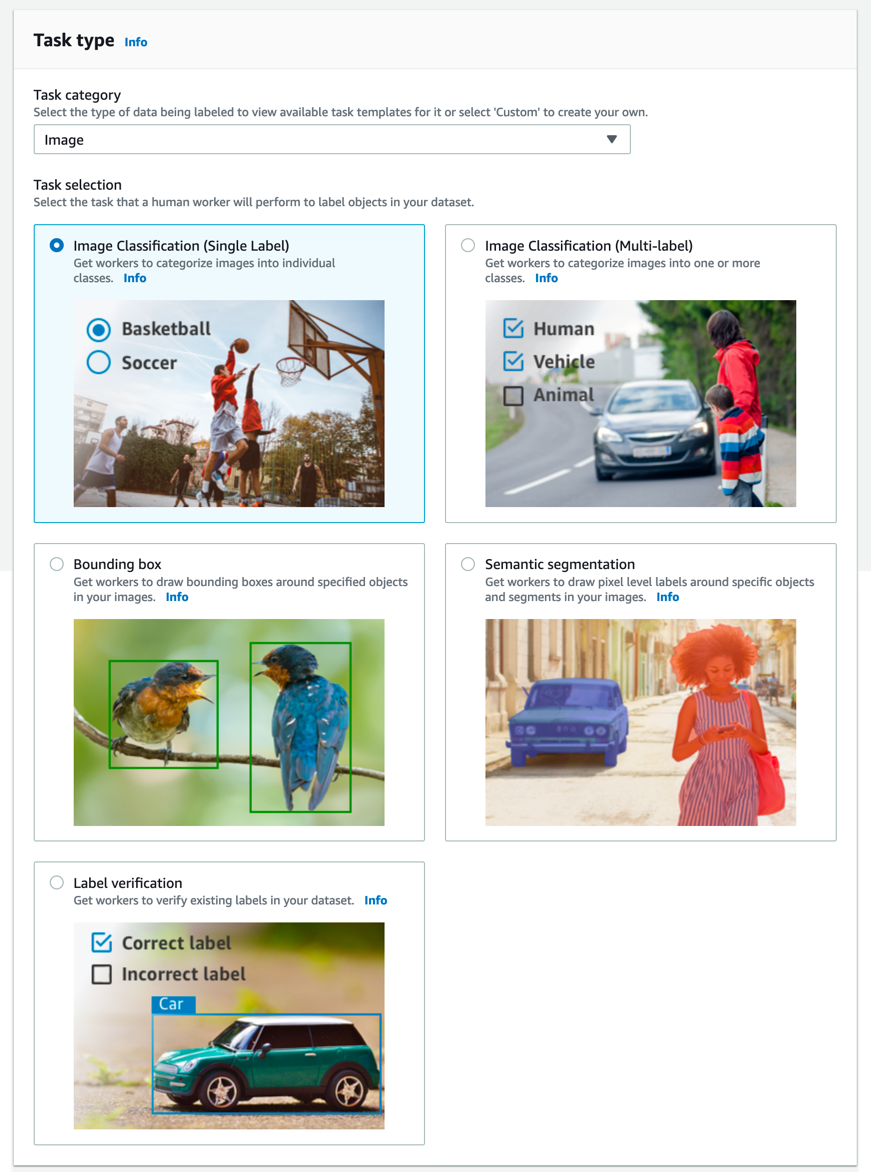 Task type Info
Task category
Select the type of data being labeled to view available task templates for it or select 'Custom' to create your own.
Image
Task selection
Select the task that a human worker will perform to label objects in your dataset.
Image Classification (Single Label)
Get workers to categorize images into individual
classes. Info
Basketball
Soccer
Image Classification (Multi-label)
Get workers to categorize images into one or more
classes. Info
Human
Vehicle
Animal
Bounding box
Get workers to draw bounding boxes around specified objects
in your images. Info
Semantic segmentation
Get workers to draw pixel level labels around specific objects
and segments in your images. Info
Label verification
Get workers to verify existing labels in your dataset. Info
Correct label
Incorrect label
Car